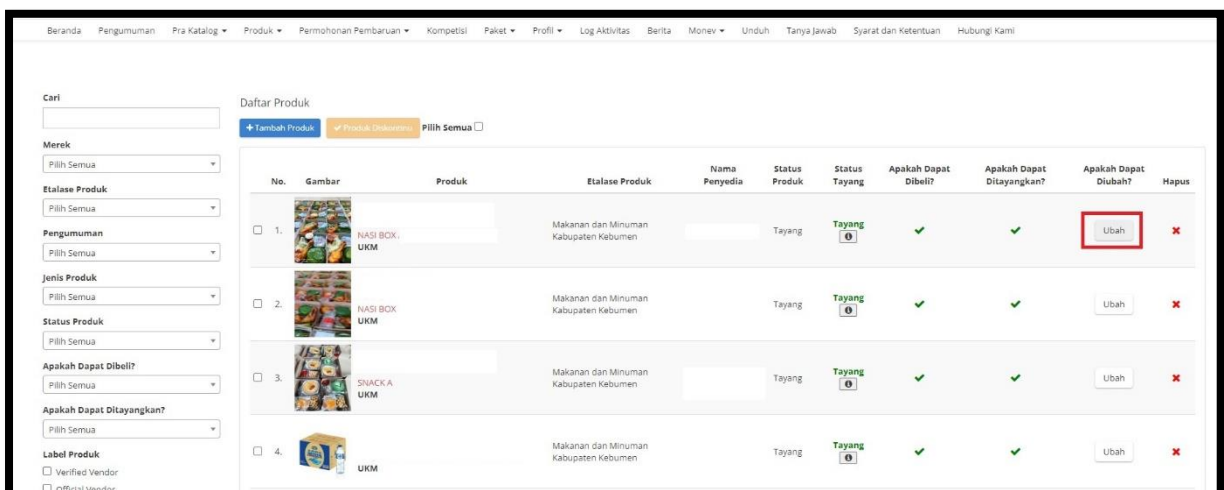 Beranda Pengumuman Pra Katalog Produk Permohonan Pembaruan Kompetisi Paket Profil Log Aktivitas Berita Monev Unduh Tanya Jawab Syarat dan Ketentuan Hubungi Kami
Cari
Merek
Pilih Semua
Etalase Produk
Pilih Semua
Pengumuman
Pilih Semua
Jenis Produk
Pilih Semua
Status Produk
Pilih Semua
Apakah Dapat Dibeli?
Pilih Semua
Apakah Dapat Ditayangkan?
Pilih Semua
Label Produk
Verified Vendor
Official Vendor
Daftar Produk
+ Tambah Produk Produk Diskontinu Pilih Semua
No. Gambar Produk Etalase Produk Nama Penyedia Status Produk Status Tayang Apakah Dapat Dibeli? Apakah Dapat Ditayangkan? Apakah Dapat Diubah? Hapus
1. NASI BOX. UKM Makanan dan Minuman Kabupaten Kebumen Tayang Tayang Ubah
2. NASI BOX UKM Makanan dan Minuman Kabupaten Kebumen Tayang Tayang Ubah
3. SNACK A UKM Makanan dan Minuman Kabupaten Kebumen Tayang Tayang Ubah
4. UKM Makanan dan Minuman Kabupaten Kebumen Tayang Tayang Ubah